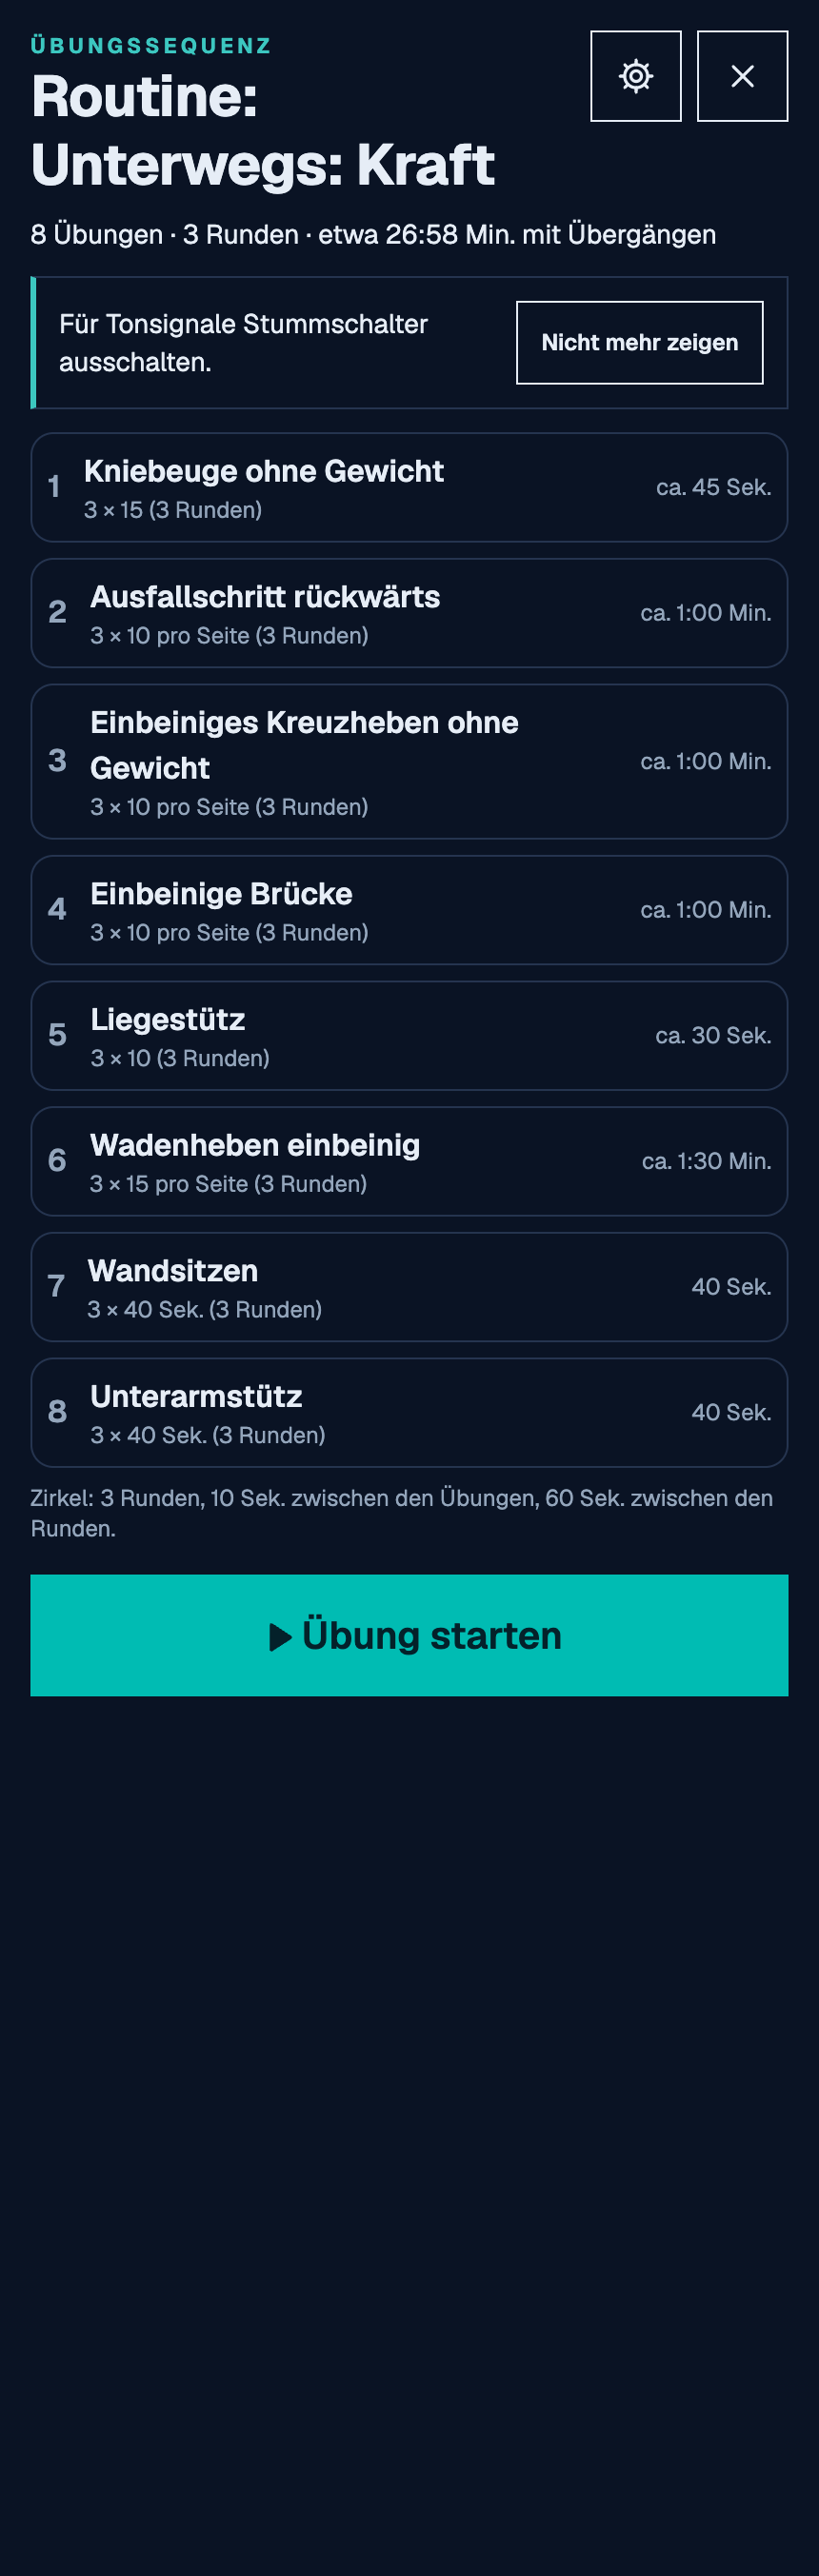 ÜBUNGSSEQUENZ
Routine:
Unterwegs: Kraft
8 Übungen · 3 Runden · etwa 26:58 Min. mit Übergängen
Für Tonsignale Stummschalter
ausschalten.
Nicht mehr zeigen
1
Kniebeuge ohne Gewicht
3 × 15 (3 Runden)
ca. 45 Sek.
2
Ausfallschritt rückwärts
3 × 10 pro Seite (3 Runden)
ca. 1:00 Min.
3
Einbeiniges Kreuzheben ohne
Gewicht
3 × 10 pro Seite (3 Runden)
ca. 1:00 Min.
4
Einbeinige Brücke
3 × 10 pro Seite (3 Runden)
ca. 1:00 Min.
5
Liegestütz
3 × 10 (3 Runden)
ca. 30 Sek.
6
Wadenheben einbeinig
3 × 15 pro Seite (3 Runden)
ca. 1:30 Min.
7
Wandsitzen
3 × 40 Sek. (3 Runden)
40 Sek.
8
Unterarmstütz
3 × 40 Sek. (3 Runden)
40 Sek.
Zirkel: 3 Runden, 10 Sek. zwischen den Übungen, 60 Sek. zwischen den
Runden.
Übung starten